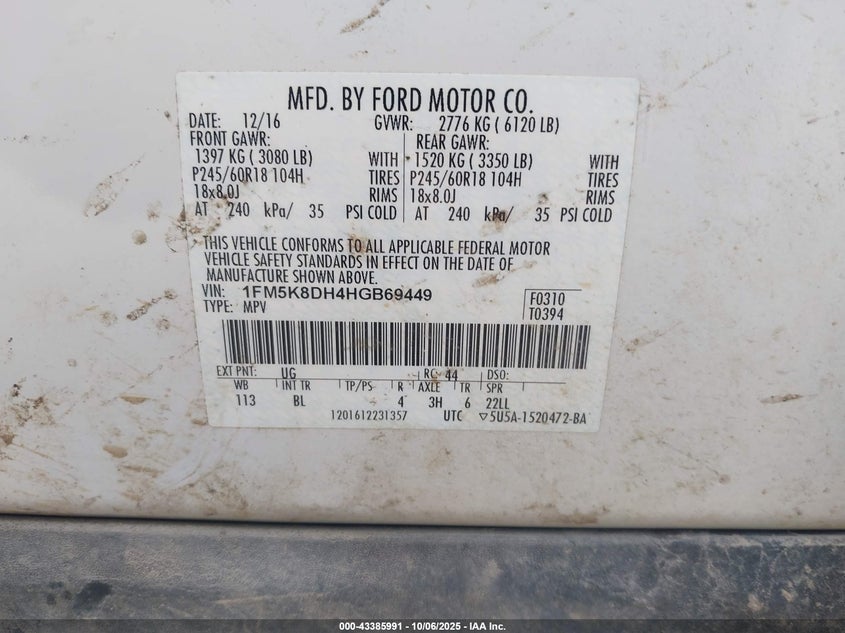 MFD. BY FORD MOTOR CO.
DATE: 12/16 GVWR: 2776 KG ( 6120 LB)
FRONT GAWR: REAR GAWR:
1397 KG ( 3080 LB) WITH 1520 KG ( 3350 LB) WITH
P245/60R18 104H TIRES P245/60R18 104H TIRES
18x8.0J RIMS 18x8.0J RIMS
AT 240 kPa/ 35 PSI COLD AT 240 kPa/ 35 PSI COLD
THIS VEHICLE CONFORMS TO ALL APPLICABLE FEDERAL MOTOR
VEHICLE SAFETY STANDARDS IN EFFECT ON THE DATE OF
MANUFACTURE SHOWN ABOVE.
VIN: 1FM5K8DH4HGB69449 F0310
TYPE: MPV T0394
EXT PNT: UG RC: 44 DSO:
WB INT TR TP/PS R AXLE TR SPR
113 BL 4 3H 6 22LL
1201612231357 UTC ▽5U5A-1520472-BA
000-43385991 - 10/06/2025 - IAA Inc.